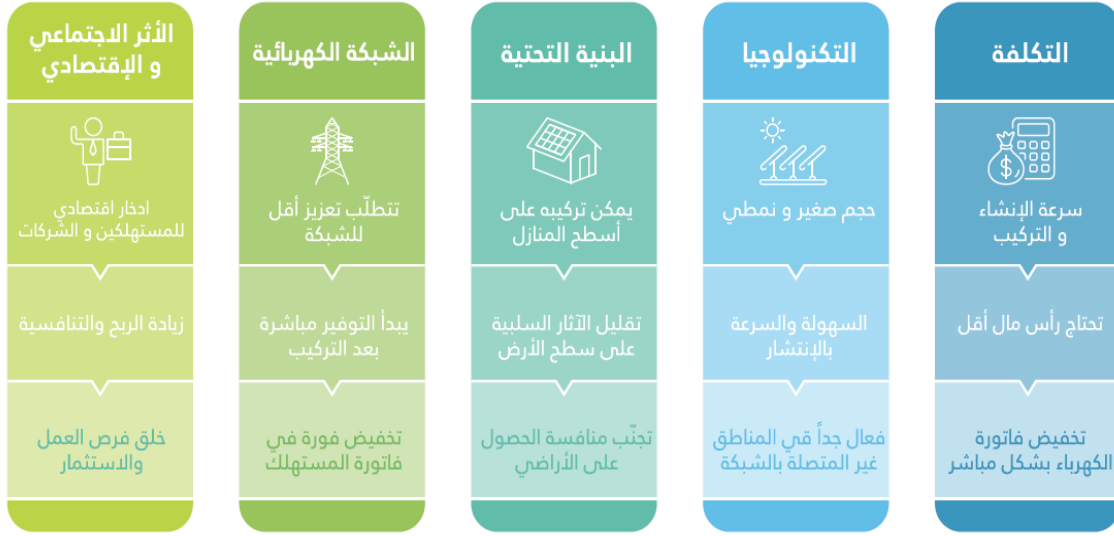 التكلفة
سرعة الإنشاء
و التركيب
تحتاج رأس مال أقل
تخفيض فاتورة
الكهرباء بشكل مباشر
التكنولوجيا
حجم صغير و نمطي
السهولة والسرعة
بالإنتشار
فعال جداً قي المناطق
غير المتصلة بالشبكة
البنية التحتية
يمكن تركيبه على
أسطح المنازل
تقليل الآثار السلبية
على سطح الأرض
تجنّب منافسة الحصول
على الأراضي
الشبكة الكهربائية
تتطلّب تعزيز أقل
للشبكة
يبدأ التوفير مباشرة
بعد التركيب
تخفيض فورة في
فاتورة المستهلك
الأثر الاجتماعي
و الإقتصادي
ادخار اقتصادي
للمستهلكين و الشركات
زيادة الربح والتنافسية
خلق فرص العمل
والاستثمار